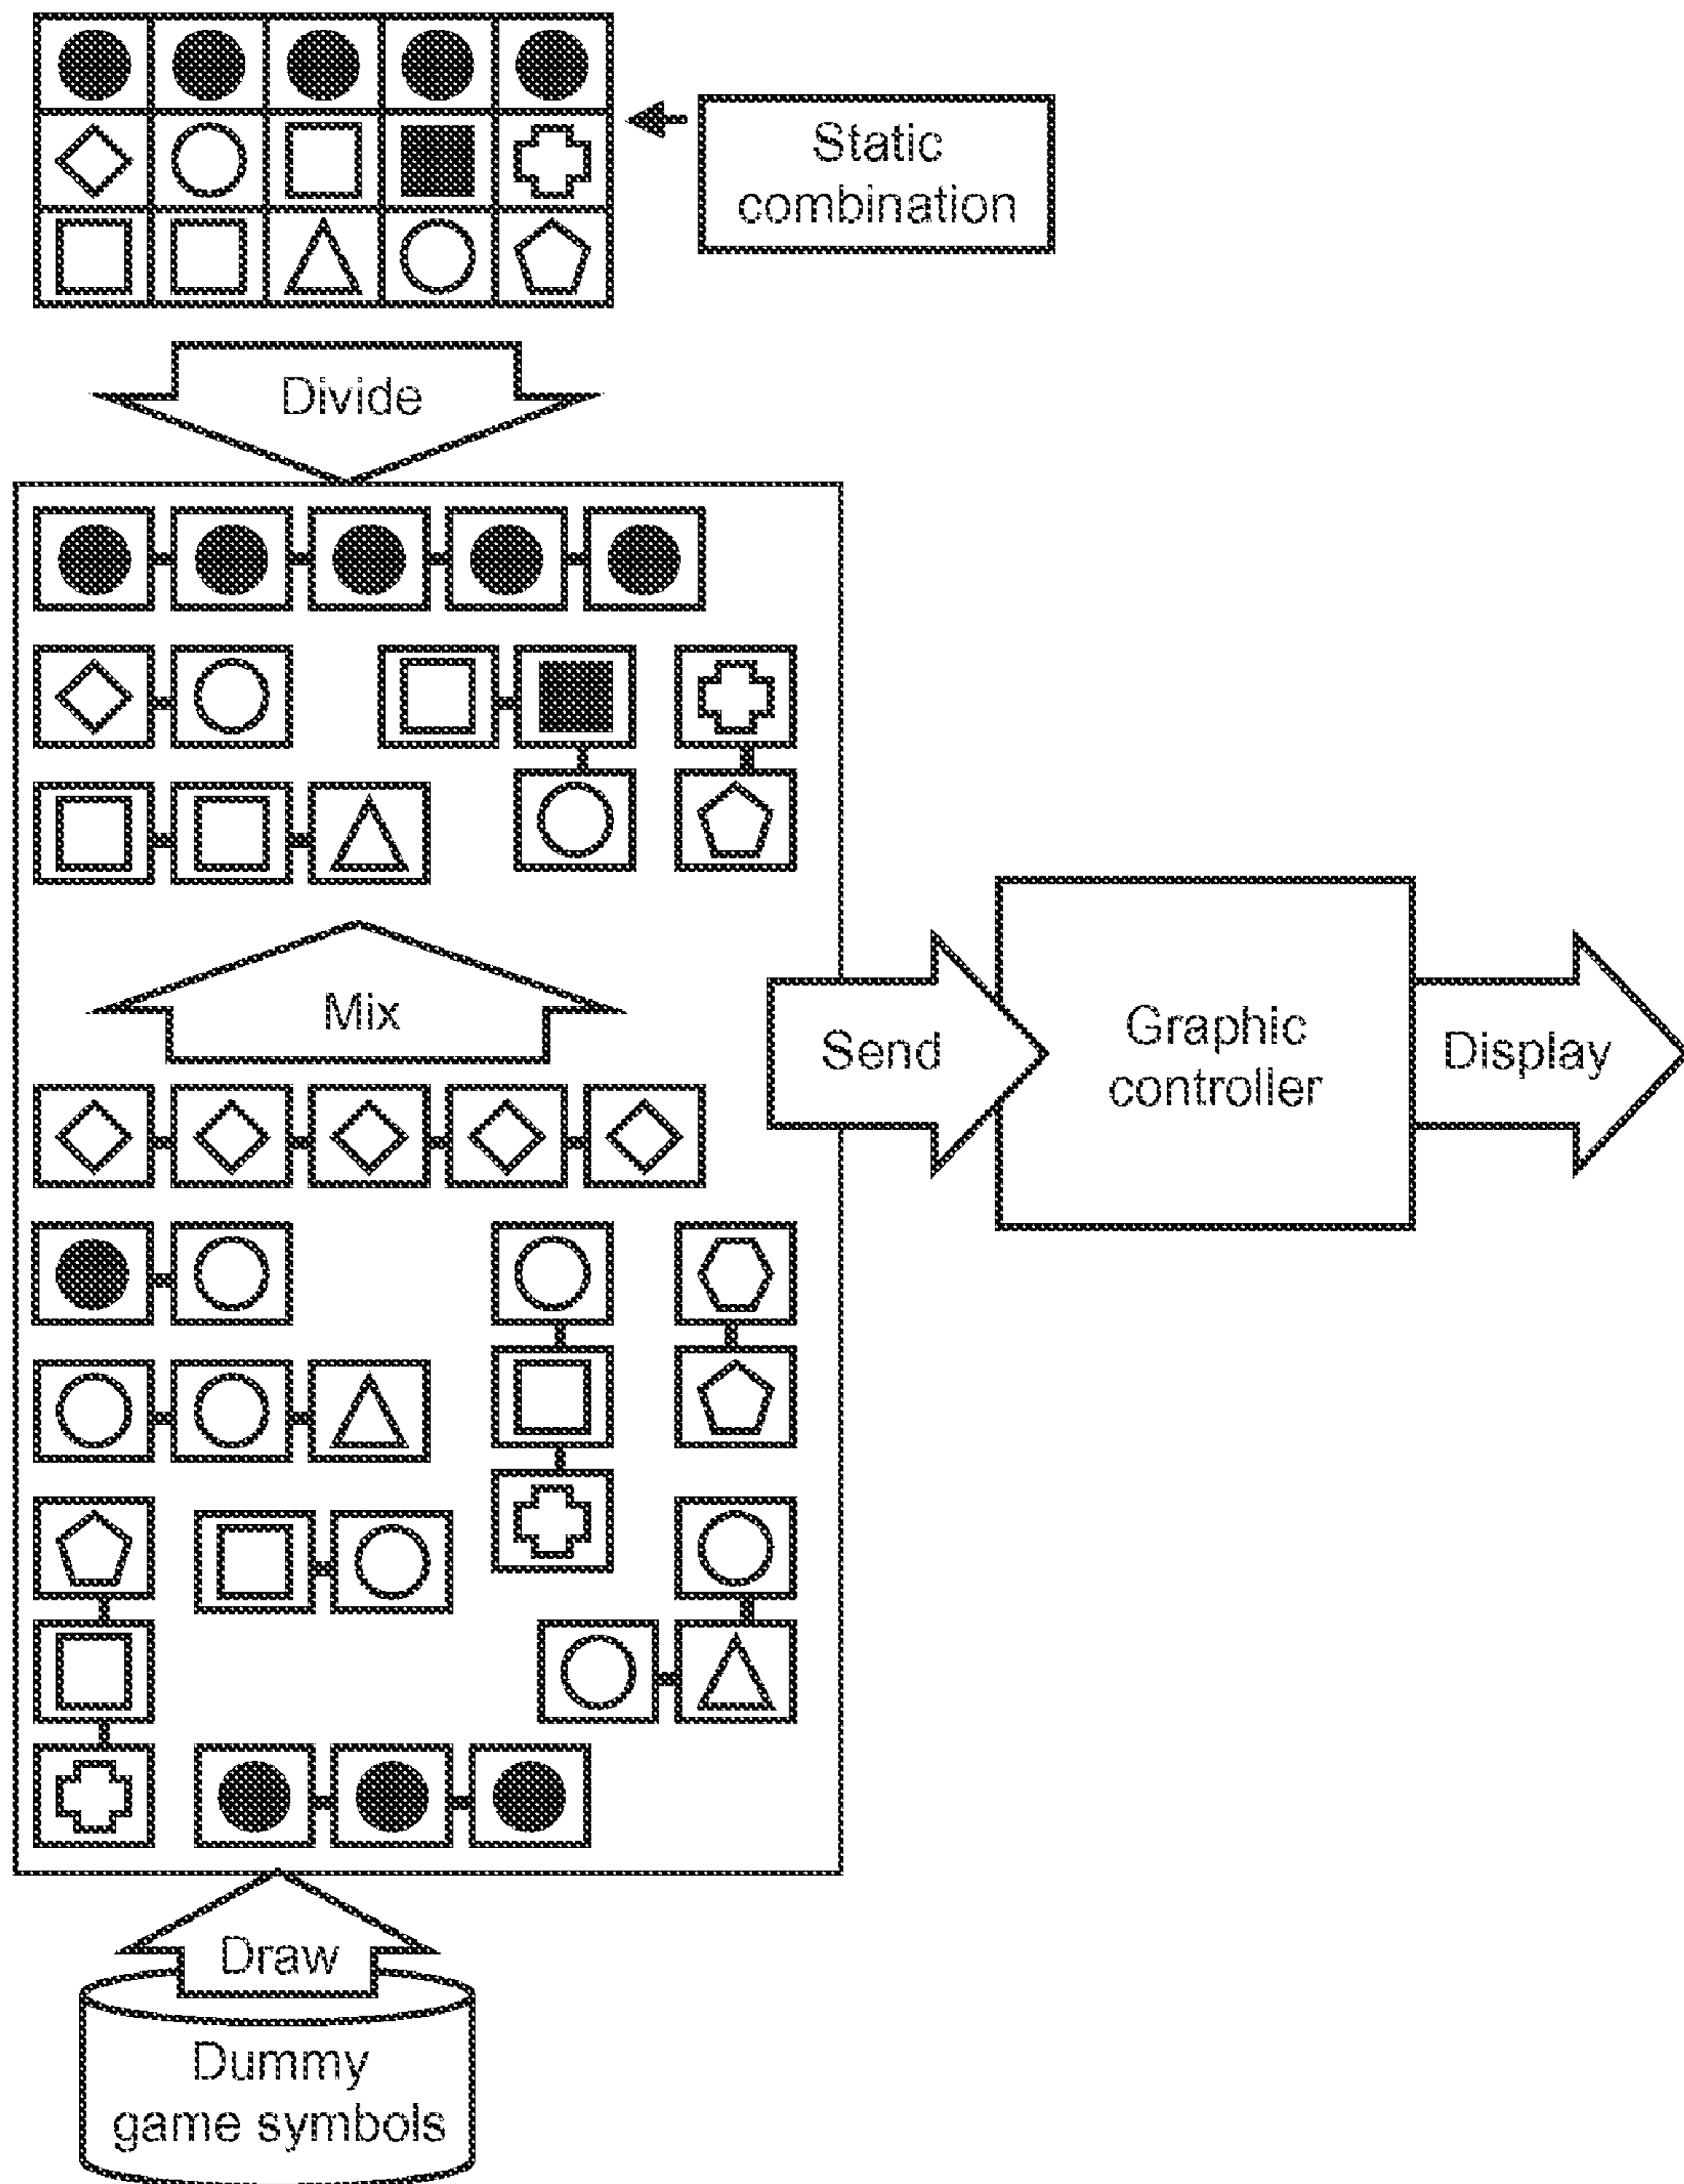 Static
combination
Divide
Mix
Send
Graphic
controller
Display
Draw
Dummy
game symbols